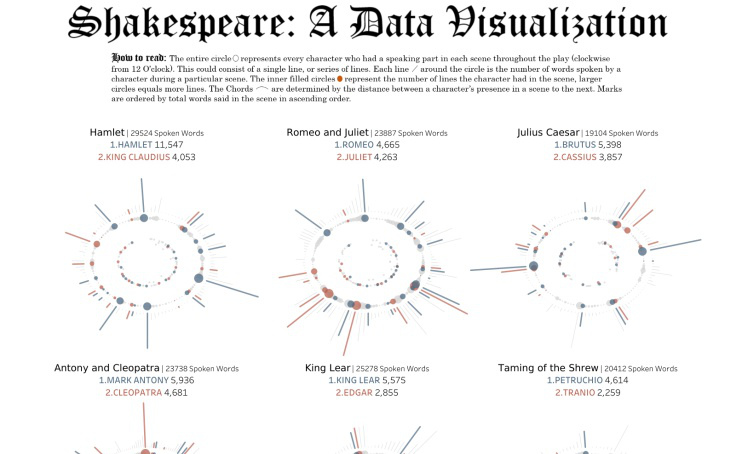 Shakespeare: A Data Visualization
How to read: The entire circle represents every character who had a speaking part in each scene throughout the play (clockwise
from 12 O'clock). This could consist of a single line, or series of lines. Each line around the circle is the number of words spoken by a
character during a particular scene. The inner filled circles represent the number of lines the character had in the scene, larger
circles equals more lines. The Chords are determined by the distance between a character's presence in a scene to the next. Marks
are ordered by total words said in the scene in ascending order.
Hamlet | 29524 Spoken Words
1.HAMLET 11,547
2.KING CLAUDIUS 4,053
Romeo and Juliet | 23887 Spoken Words
1.ROMEO 4,665
2.JULIET 4,263
Julius Caesar | 19104 Spoken Words
1.BRUTUS 5,398
2.CASSIUS 3,857
Antony and Cleopatra | 23738 Spoken Words
1.MARK ANTONY 5,936
2.CLEOPATRA 4,681
King Lear | 25278 Spoken Words
1.KING LEAR 5,575
2.EDGAR 2,855
Taming of the Shrew | 20412 Spoken Words
1.PETRUCHIO 4,614
2.TRANIO 2,259